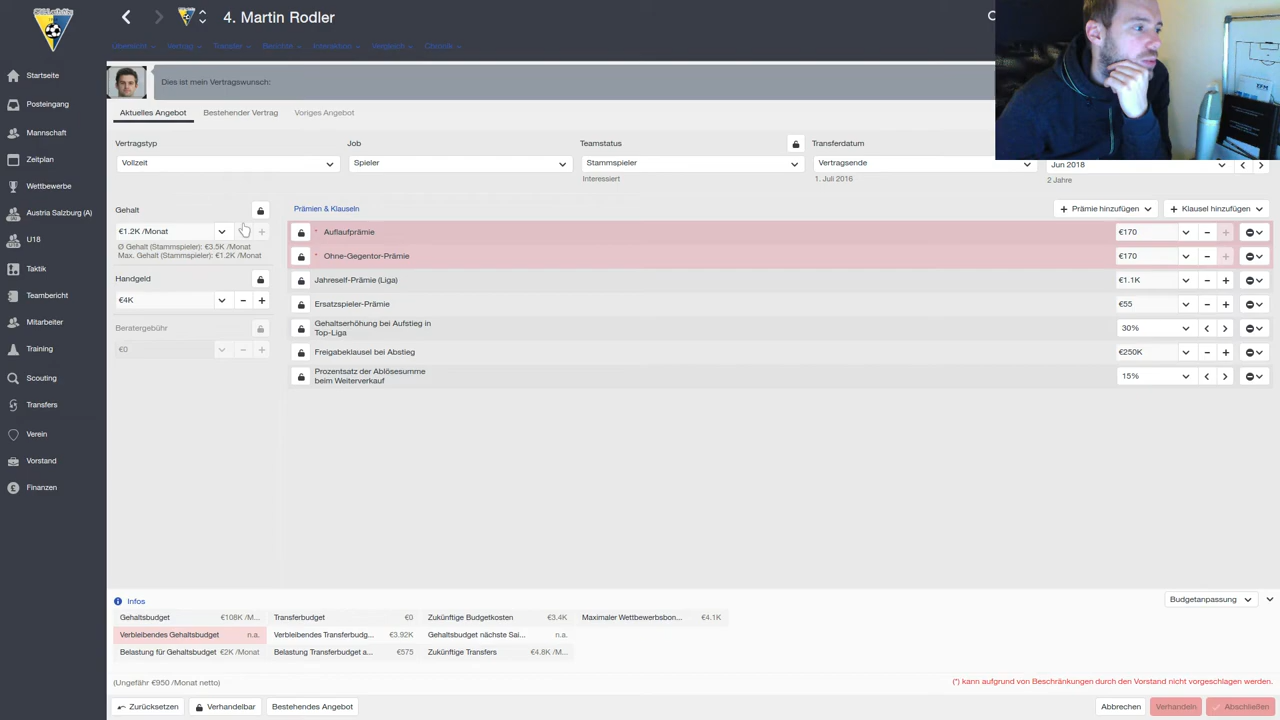 4. Martin Rodler
Übersicht
Vertrag
Transfer
Berichte
Interaktion
Vergleich
Chronik
Startseite
Posteingang
Mannschaft
Zeitplan
Wettbewerbe
Austria Salzburg (A)
U18
Taktik
Teambericht
Mitarbeiter
Training
Scouting
Transfers
Verein
Vorstand
Finanzen
Dies ist mein Vertragswunsch:
Aktuelles Angebot
Bestehender Vertrag
Voriges Angebot
Vertragstyp
Job
Teamstatus
Transferdatum
Vollzeit
Spieler
Stammspieler
Vertragsende
Jun 2018
Interessiert
1. Juli 2016
2 Jahre
Gehalt
€1.2K /Monat
Ø Gehalt (Stammspieler): €3.5K /Monat
Max. Gehalt (Stammspieler): €1.2K /Monat
Handgeld
€4K
Beratergebühr
€0
Prämien & Klauseln
Prämie hinzufügen
Klausel hinzufügen
* Auflaufprämie €170
* Ohne-Gegentor-Prämie €170
Jahreself-Prämie (Liga) €1.1K
Ersatzspieler-Prämie €55
Gehaltserhöhung bei Aufstieg in
Top-Liga
30%
Freigabeklausel bei Abstieg €250K
Prozentsatz der Ablösesumme
beim Weiterverkauf
15%
Infos
Budgetanpassung
Gehaltsbudget €108K /M...
Transferbudget €0
Zukünftige Budgetkosten €3.4K
Maximaler Wettbewerbsbon... €4.1K
Verbleibendes Gehaltsbudget n.a.
Verbleibendes Transferbudg... €3.92K
Gehaltsbudget nächste Sai... n.a.
Belastung für Gehaltsbudget €2K /Monat
Belastung Transferbudget a... €575
Zukünftige Transfers €4.8K /M...
(Ungefähr €950 /Monat netto)
(*) kann aufgrund von Beschränkungen durch den Vorstand nicht vorgeschlagen werden.
Zurücksetzen
Verhandelbar
Bestehendes Angebot
Abbrechen
Verhandeln
Abschließen